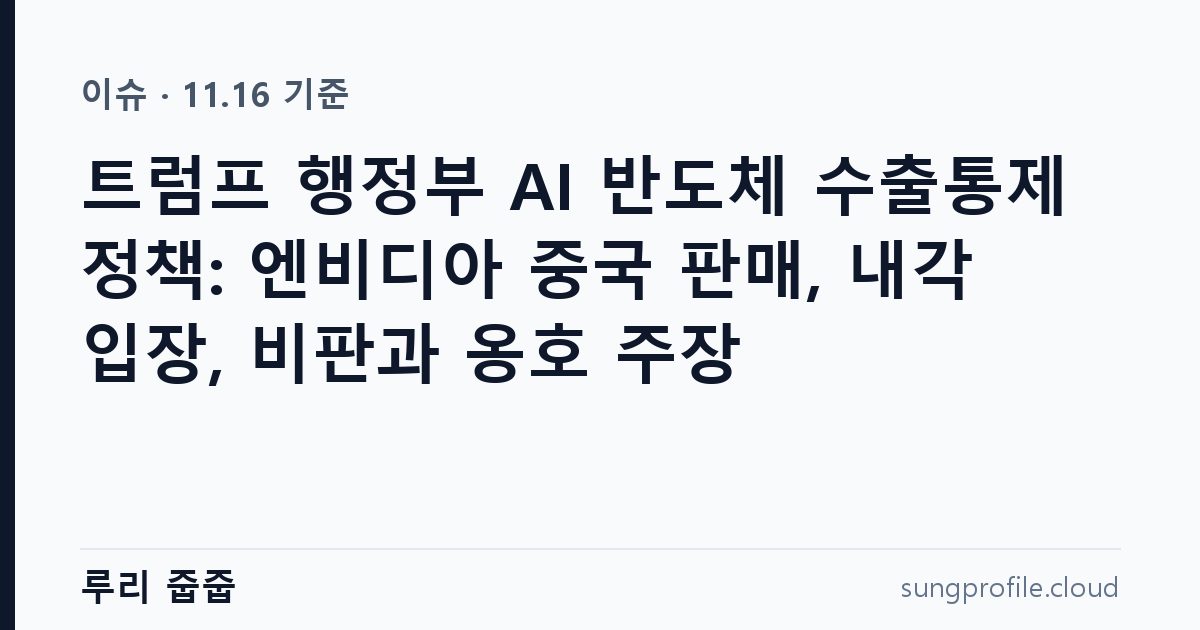 이슈 · 11.16 기준
트럼프 행정부 AI 반도체 수출통제
정책: 엔비디아 중국 판매, 내각
입장, 비판과 옹호 주장
루리 줍줍
sungprofile.cloud